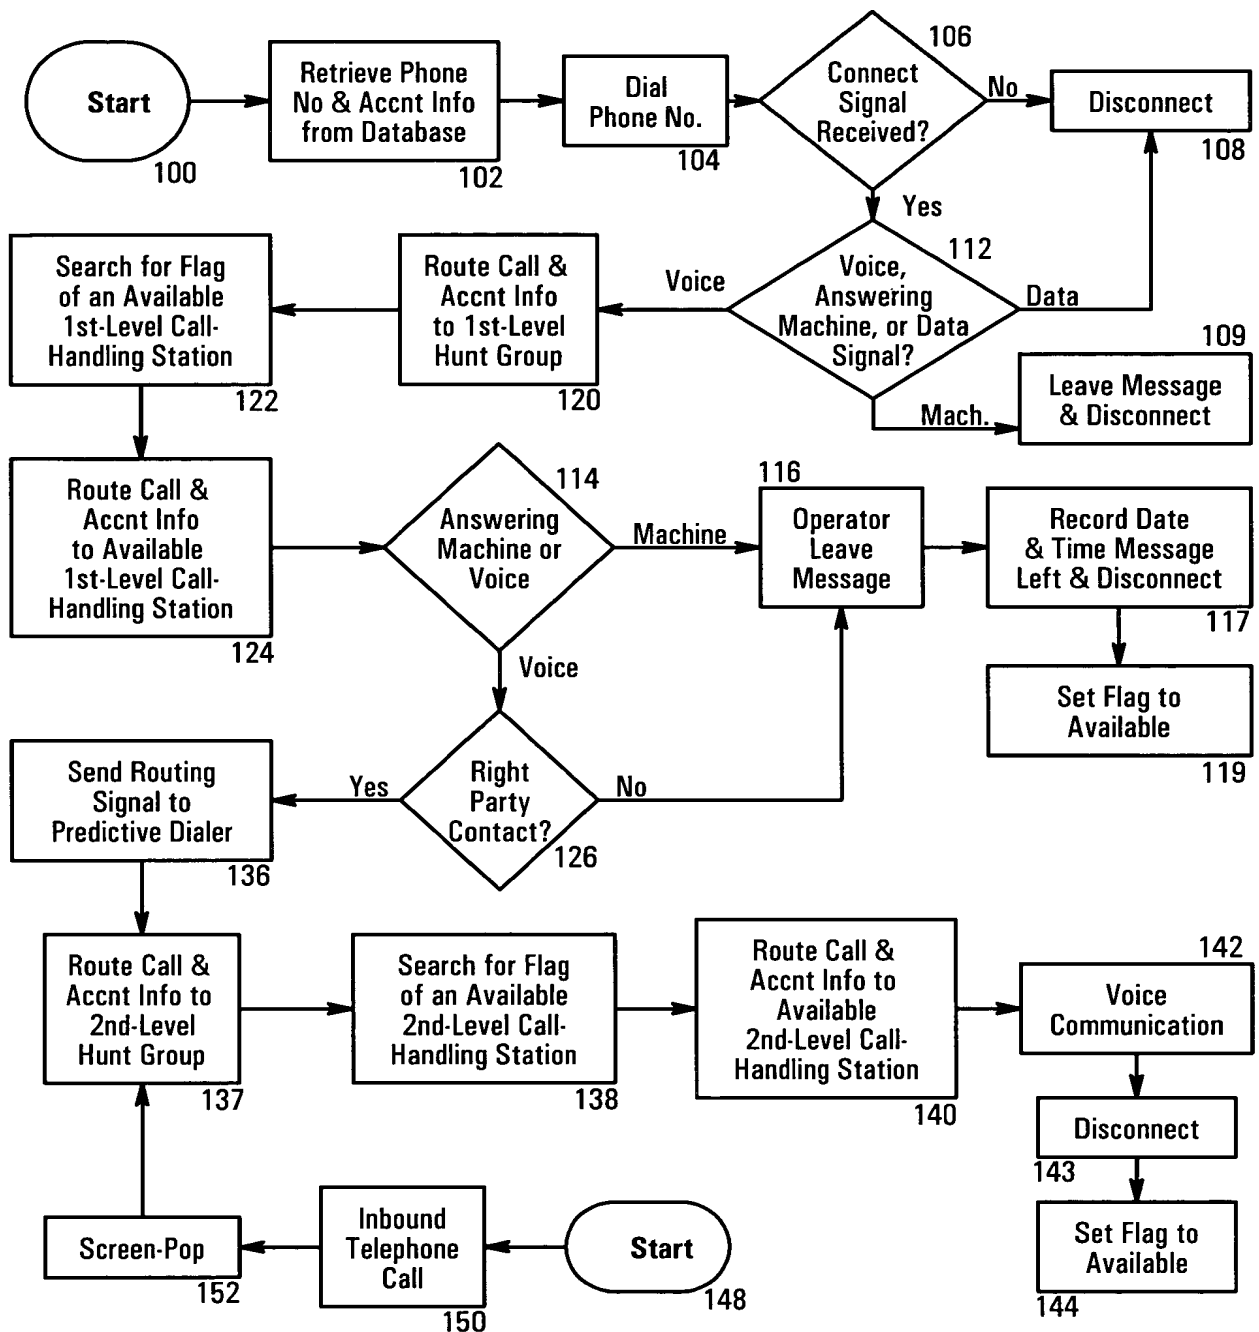 Start
100
Retrieve Phone
No & Accnt Info
from Database
102
Dial
Phone No.
104
106
Connect
Signal
Received?
No
Disconnect
108
Yes
112
Voice,
Answering
Machine, or Data
Signal?
Voice
Data
Mach.
109
Leave Message
& Disconnect
Route Call &
Accnt Info
to 1st-Level
Hunt Group
120
Search for Flag
of an Available
1st-Level Call-
Handling Station
122
Route Call &
Accnt Info
to Available
1st-Level Call-
Handling Station
124
114
Answering
Machine or
Voice
Machine
116
Operator
Leave
Message
Record Date
& Time Message
Left & Disconnect
117
Set Flag to
Available
119
Voice
Right
Party
Contact?
126
Yes
No
Send Routing
Signal to
Predictive Dialer
136
Route Call &
Accnt Info to
2nd-Level
Hunt Group
137
Search for Flag
of an Available
2nd-Level Call-
Handling Station
138
Route Call &
Accnt Info to
Available
2nd-Level Call-
Handling Station
140
142
Voice
Communication
Disconnect
143
Set Flag to
Available
144
Start
148
Inbound
Telephone
Call
150
Screen-Pop
152